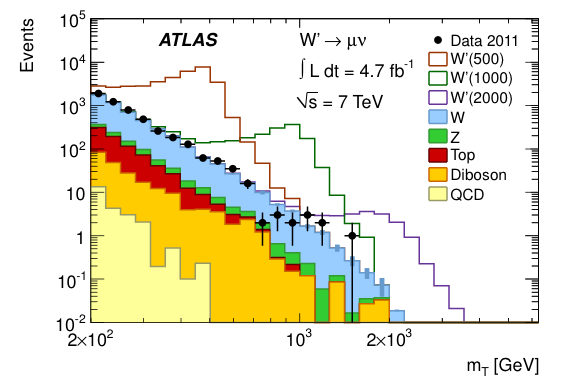 Events
10⁵
10⁴
10³
10²
10
1
10⁻¹
10⁻²
ATLAS
W' → μν
∫ L dt = 4.7 fb⁻¹
√s = 7 TeV
Data 2011
W'(500)
W'(1000)
W'(2000)
W
Z
Top
Diboson
QCD
2×10² 10³ 2×10³
m_T [GeV]